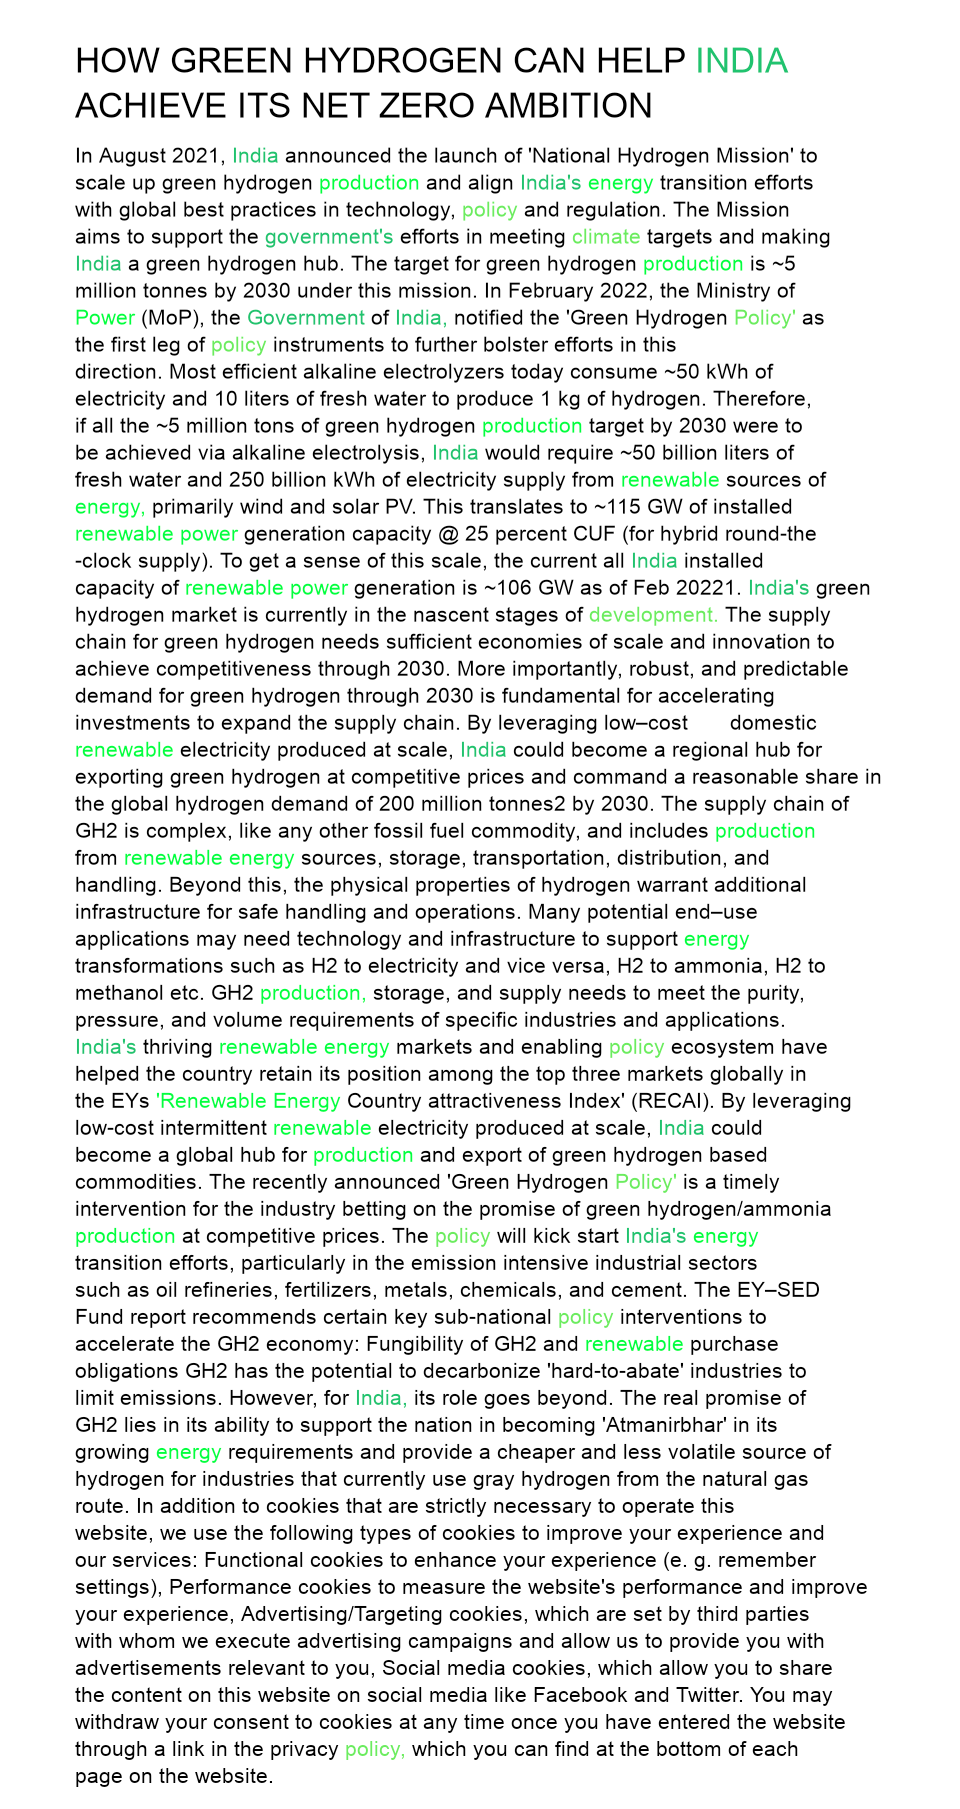 HOW GREEN HYDROGEN CAN HELP INDIA
ACHIEVE ITS NET ZERO AMBITION
In August 2021, India announced the launch of 'National Hydrogen Mission' to
scale up green hydrogen production and align India's energy transition efforts
with global best practices in technology, policy and regulation. The Mission
aims to support the government's efforts in meeting climate targets and making
India a green hydrogen hub. The target for green hydrogen production is ~5
million tonnes by 2030 under this mission. In February 2022, the Ministry of
Power (MoP), the Government of India, notified the 'Green Hydrogen Policy' as
the first leg of policy instruments to further bolster efforts in this
direction. Most efficient alkaline electrolyzers today consume ~50 kWh of
electricity and 10 liters of fresh water to produce 1 kg of hydrogen. Therefore,
if all the ~5 million tons of green hydrogen production target by 2030 were to
be achieved via alkaline electrolysis, India would require ~50 billion liters of
fresh water and 250 billion kWh of electricity supply from renewable sources of
energy, primarily wind and solar PV. This translates to ~115 GW of installed
renewable power generation capacity @ 25 percent CUF (for hybrid round-the
-clock supply). To get a sense of this scale, the current all India installed
capacity of renewable power generation is ~106 GW as of Feb 20221. India's green
hydrogen market is currently in the nascent stages of development. The supply
chain for green hydrogen needs sufficient economies of scale and innovation to
achieve competitiveness through 2030. More importantly, robust, and predictable
demand for green hydrogen through 2030 is fundamental for accelerating
investments to expand the supply chain. By leveraging low–cost domestic
renewable electricity produced at scale, India could become a regional hub for
exporting green hydrogen at competitive prices and command a reasonable share in
the global hydrogen demand of 200 million tonnes2 by 2030. The supply chain of
GH2 is complex, like any other fossil fuel commodity, and includes production
from renewable energy sources, storage, transportation, distribution, and
handling. Beyond this, the physical properties of hydrogen warrant additional
infrastructure for safe handling and operations. Many potential end–use
applications may need technology and infrastructure to support energy
transformations such as H2 to electricity and vice versa, H2 to ammonia, H2 to
methanol etc. GH2 production, storage, and supply needs to meet the purity,
pressure, and volume requirements of specific industries and applications.
India's thriving renewable energy markets and enabling policy ecosystem have
helped the country retain its position among the top three markets globally in
the EYs 'Renewable Energy Country attractiveness Index' (RECAI). By leveraging
low-cost intermittent renewable electricity produced at scale, India could
become a global hub for production and export of green hydrogen based
commodities. The recently announced 'Green Hydrogen Policy' is a timely
intervention for the industry betting on the promise of green hydrogen/ammonia
production at competitive prices. The policy will kick start India's energy
transition efforts, particularly in the emission intensive industrial sectors
such as oil refineries, fertilizers, metals, chemicals, and cement. The EY–SED
Fund report recommends certain key sub-national policy interventions to
accelerate the GH2 economy: Fungibility of GH2 and renewable purchase
obligations GH2 has the potential to decarbonize 'hard-to-abate' industries to
limit emissions. However, for India, its role goes beyond. The real promise of
GH2 lies in its ability to support the nation in becoming 'Atmanirbhar' in its
growing energy requirements and provide a cheaper and less volatile source of
hydrogen for industries that currently use gray hydrogen from the natural gas
route. In addition to cookies that are strictly necessary to operate this
website, we use the following types of cookies to improve your experience and
our services: Functional cookies to enhance your experience (e. g. remember
settings), Performance cookies to measure the website's performance and improve
your experience, Advertising/Targeting cookies, which are set by third parties
with whom we execute advertising campaigns and allow us to provide you with
advertisements relevant to you, Social media cookies, which allow you to share
the content on this website on social media like Facebook and Twitter. You may
withdraw your consent to cookies at any time once you have entered the website
through a link in the privacy policy, which you can find at the bottom of each
page on the website.